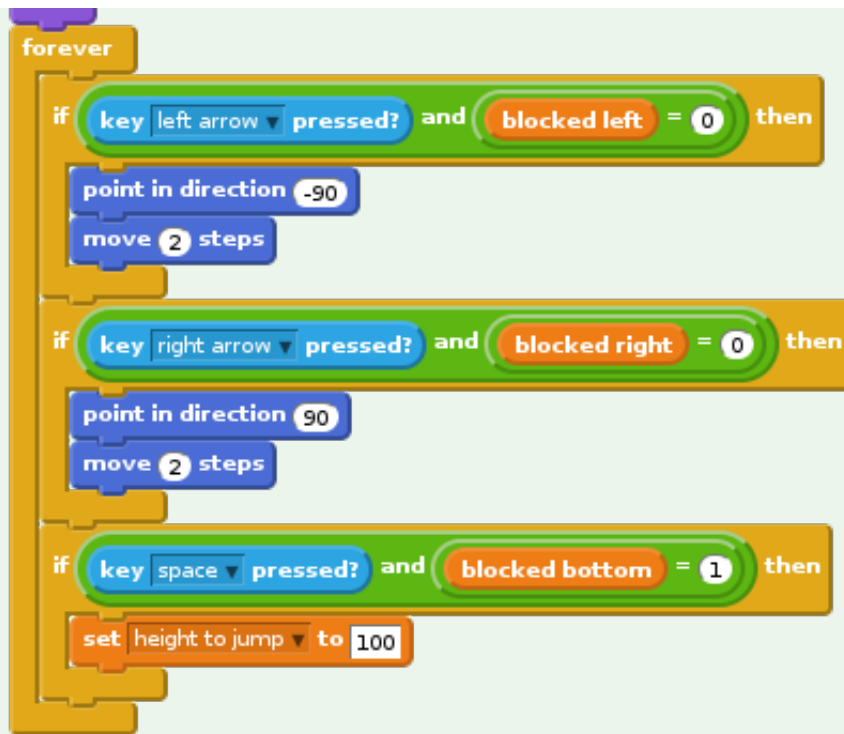 forever
if key left arrow pressed? and blocked left = 0 then
point in direction -90
move 2 steps
if key right arrow pressed? and blocked right = 0 then
point in direction 90
move 2 steps
if key space pressed? and blocked bottom = 1 then
set height to jump to 100